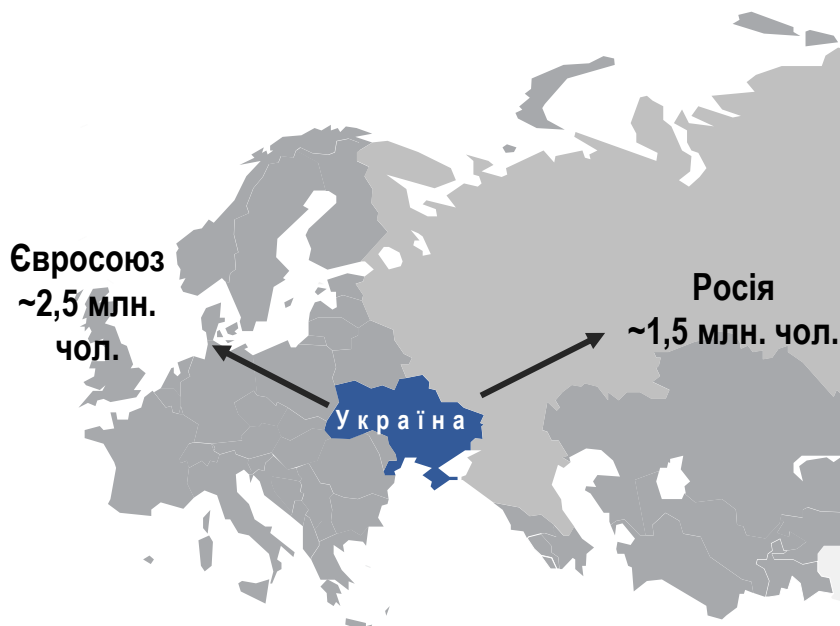 Євросоюз
~2,5 млн.
чол.
Росія
~1,5 млн. чол.
Україна